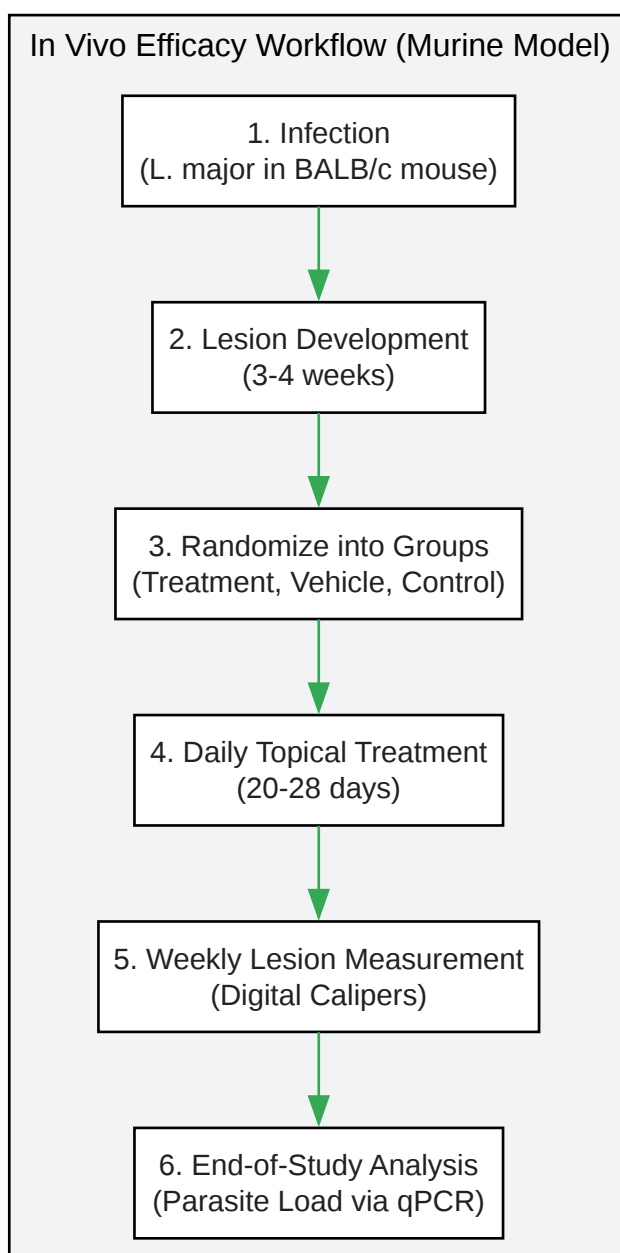 In Vivo Efficacy Workflow (Murine Model)
1. Infection
(L. major in BALB/c mouse)
2. Lesion Development
(3-4 weeks)
3. Randomize into Groups
(Treatment, Vehicle, Control)
4. Daily Topical Treatment
(20-28 days)
5. Weekly Lesion Measurement
(Digital Calipers)
6. End-of-Study Analysis
(Parasite Load via qPCR)